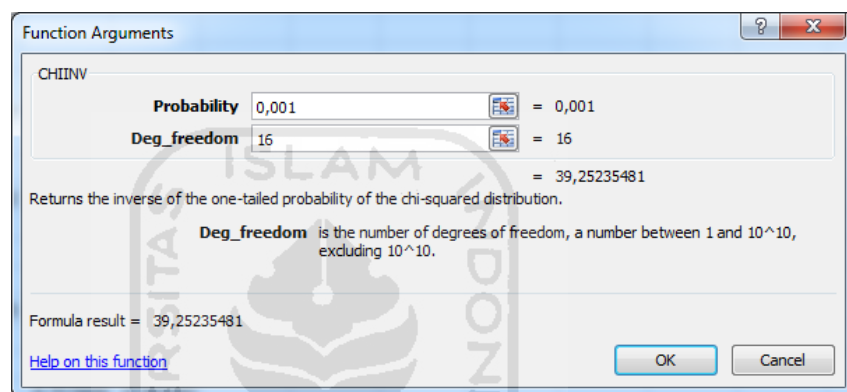 Function Arguments
CHIINV
Probability 0,001 = 0,001
Deg_freedom 16 = 16
= 39,25235481
Returns the inverse of the one-tailed probability of the chi-squared distribution.
Deg_freedom is the number of degrees of freedom, a number between 1 and 10^10,
excluding 10^10.
Formula result = 39,25235481
Help on this function
OK Cancel
ISLAM